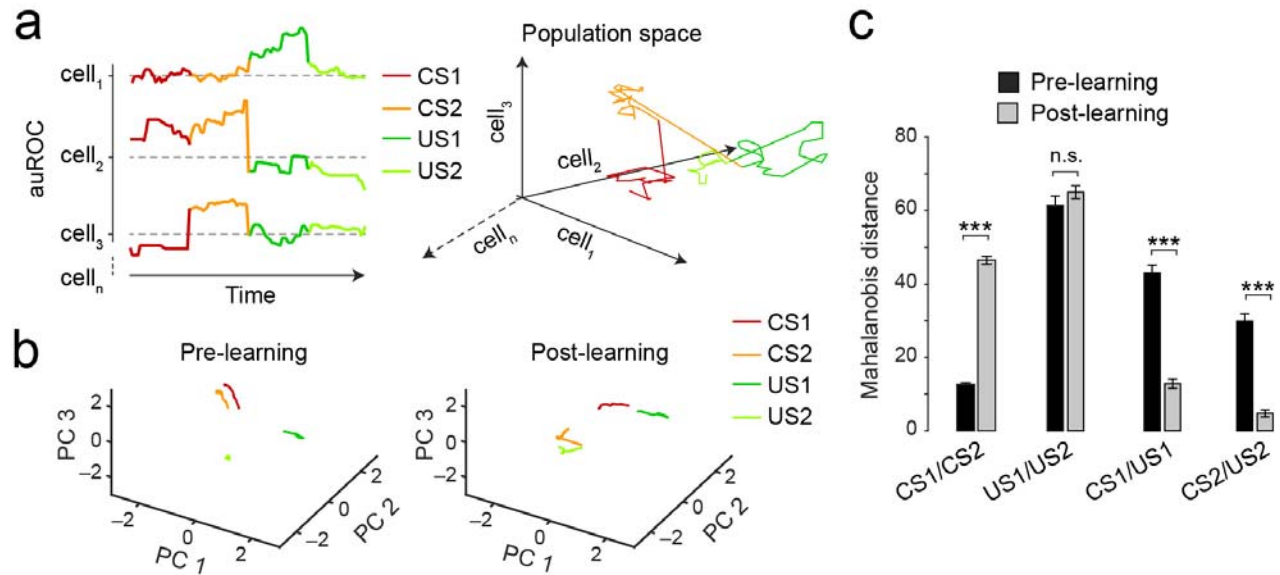 a
auROC
cell1
cell2
cell3
celln
Time
CS1
CS2
US1
US2
Population space
cell3
cell2
celln
cell1
b
Pre-learning
PC 3
2
0
–2
–2
0
2
PC 1
–2
0
2
PC 2
Post-learning
2
0
–2
–2
0
2
PC 1
–2
0
2
PC 2
CS1
CS2
US1
US2
c
Pre-learning
Post-learning
Mahalanobis distance
80
60
40
20
0
***
n.s.
***
***
CS1/CS2
US1/US2
CS1/US1
CS2/US2